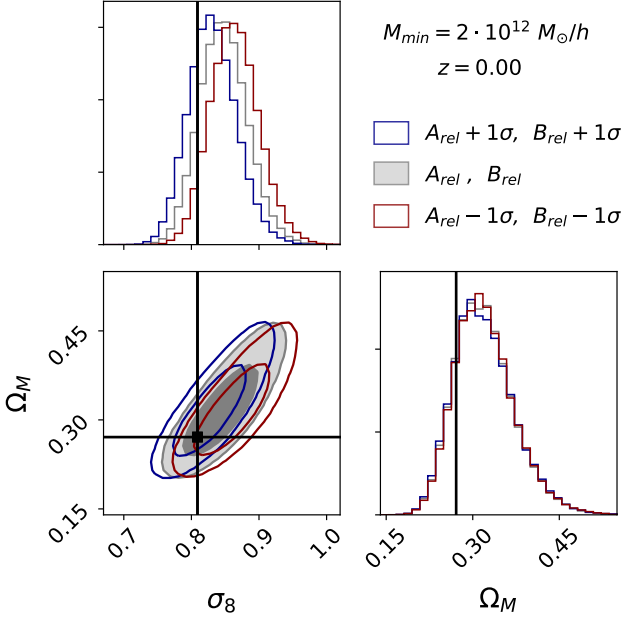 M_min = 2 · 10^12 M_⊙/h
z = 0.00
A_rel + 1σ, B_rel + 1σ
A_rel , B_rel
A_rel − 1σ, B_rel − 1σ
Ω_M
0.45
0.30
0.15
0.7 0.8 0.9 1.0
σ_8
0.15 0.30 0.45
Ω_M